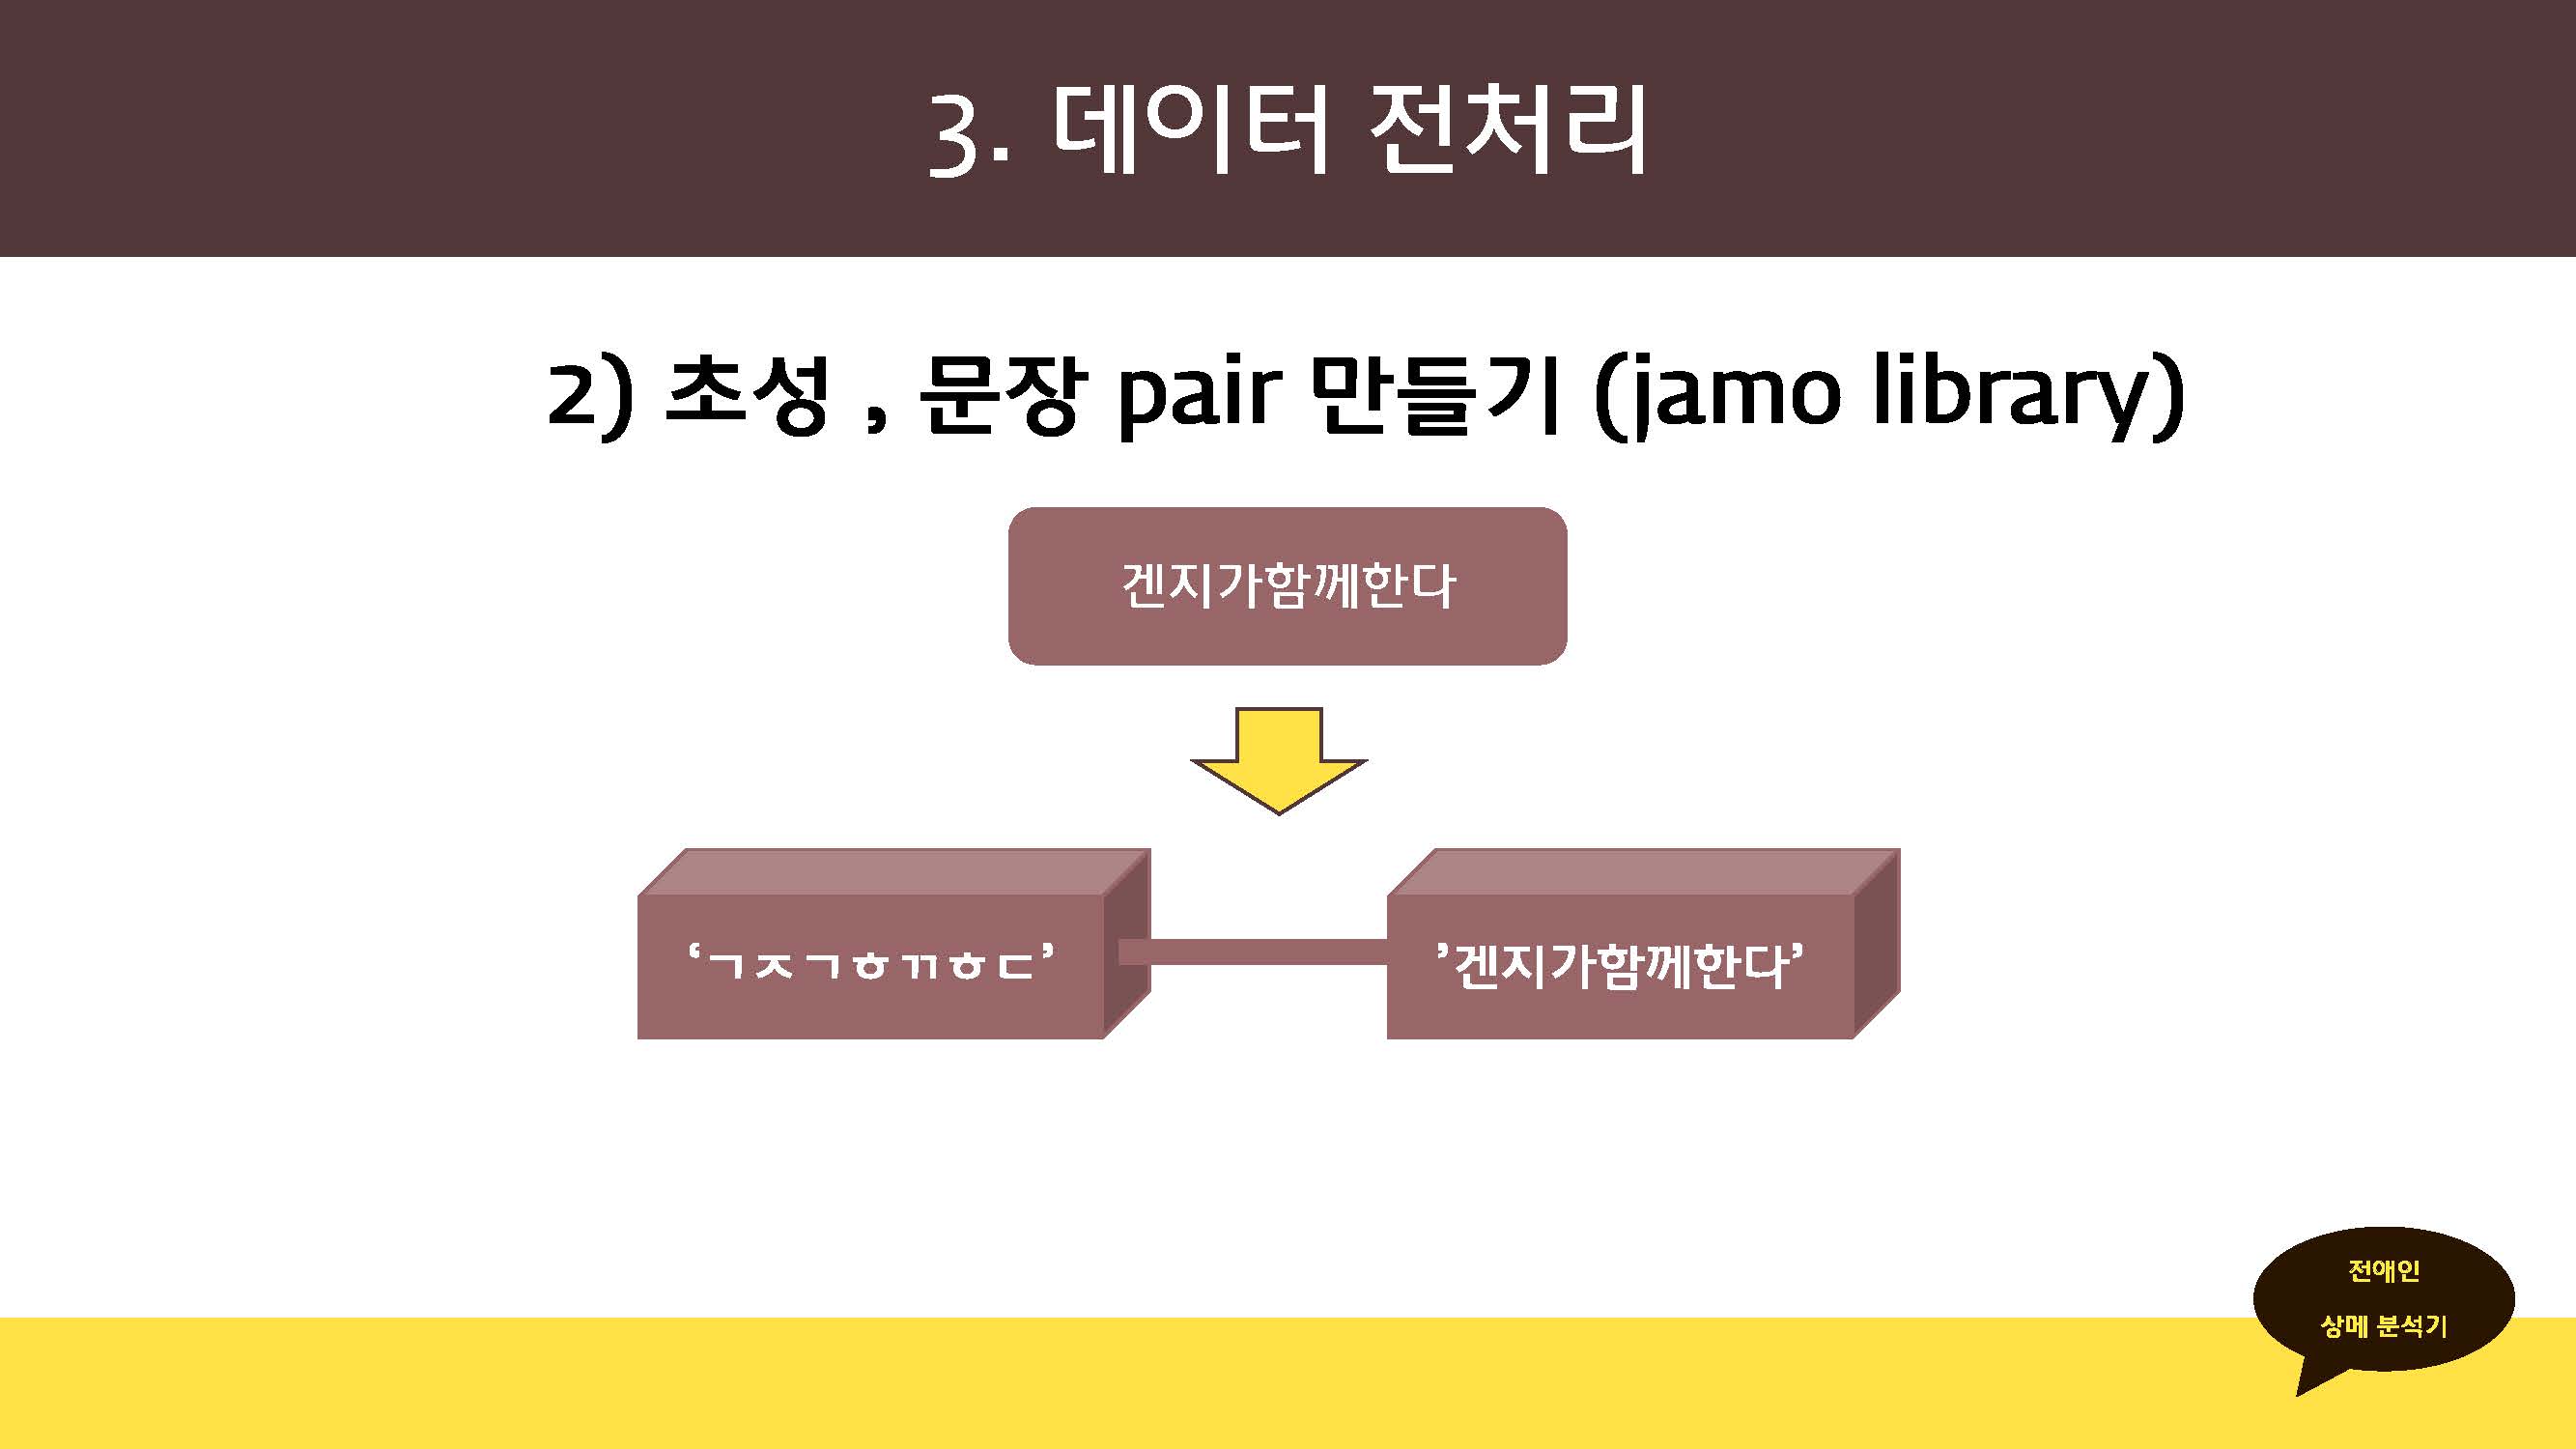 3. 데이터 전처리
2) 초성 , 문장 pair 만들기 (jamo library)
겐지가함께한다
‘ㄱㅈㄱㅎㄲㅎㄷ’
’겐지가함께한다’
전애인
상메 분석기